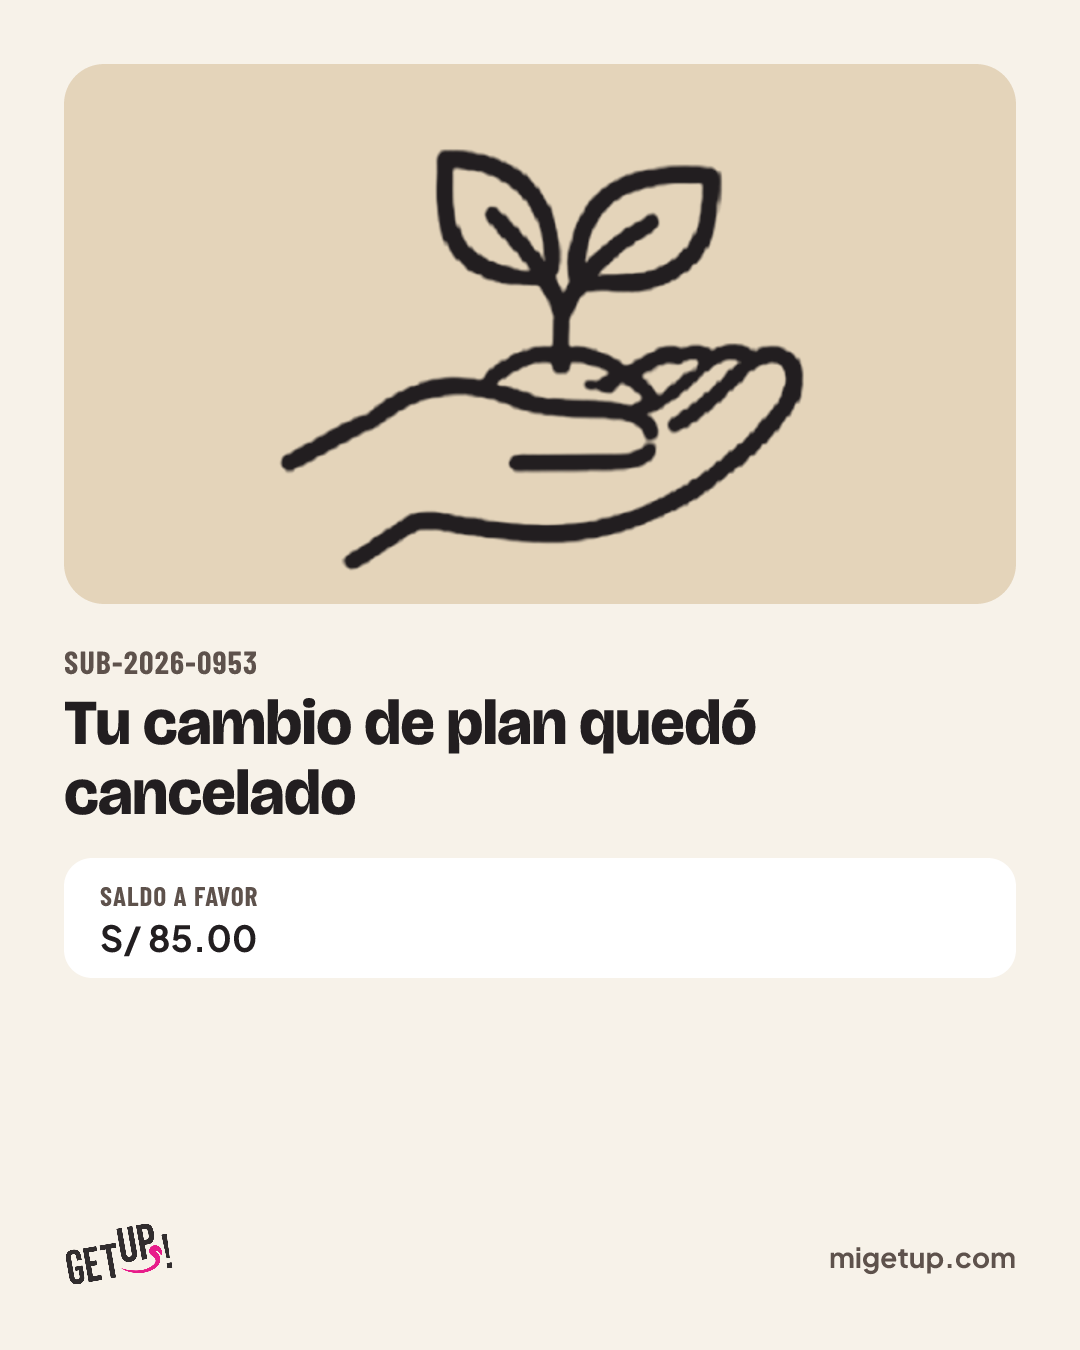 SUB-2026-0953
Tu cambio de plan quedó
cancelado
SALDO A FAVOR
S/ 85.00
GETUP!
migetup.com